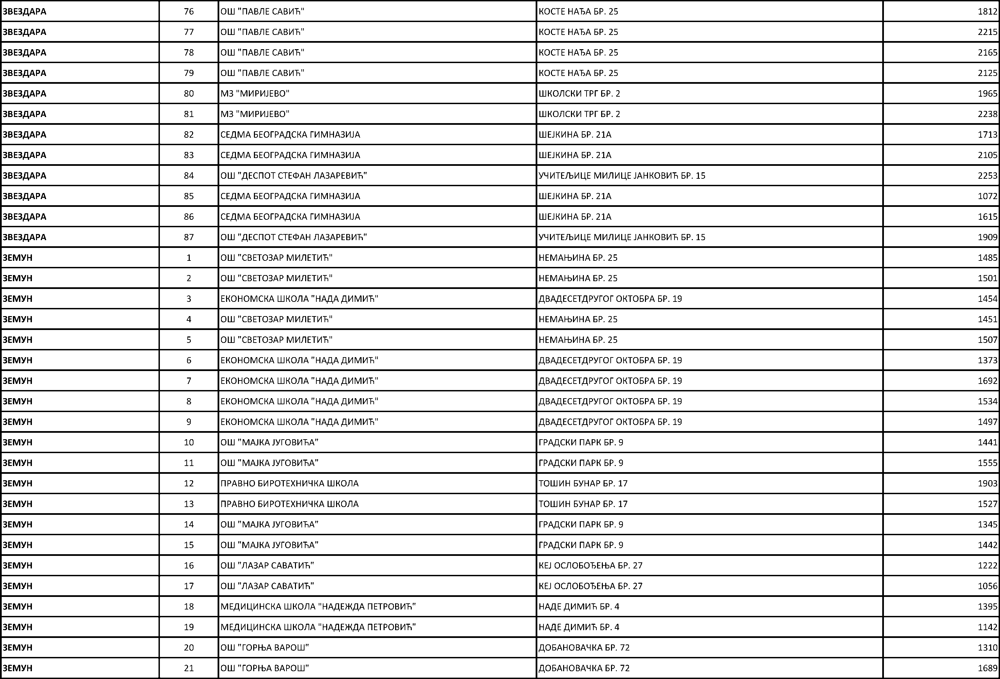 ЗВЕЗДАРА 76 ОШ "ПАВЛЕ САВИЋ" КОСТЕ НАЂА БР. 25 1812
ЗВЕЗДАРА 77 ОШ "ПАВЛЕ САВИЋ" КОСТЕ НАЂА БР. 25 2215
ЗВЕЗДАРА 78 ОШ "ПАВЛЕ САВИЋ" КОСТЕ НАЂА БР. 25 2165
ЗВЕЗДАРА 79 ОШ "ПАВЛЕ САВИЋ" КОСТЕ НАЂА БР. 25 2125
ЗВЕЗДАРА 80 МЗ "МИРИЈЕВО" ШКОЛСКИ ТРГ БР. 2 1965
ЗВЕЗДАРА 81 МЗ "МИРИЈЕВО" ШКОЛСКИ ТРГ БР. 2 2238
ЗВЕЗДАРА 82 СЕДМА БЕОГРАДСКА ГИМНАЗИЈА ШЕЈКИНА БР. 21А 1713
ЗВЕЗДАРА 83 СЕДМА БЕОГРАДСКА ГИМНАЗИЈА ШЕЈКИНА БР. 21А 2105
ЗВЕЗДАРА 84 ОШ "ДЕСПОТ СТЕФАН ЛАЗАРЕВИЋ" УЧИТЕЉИЦЕ МИЛИЦЕ ЈАНКОВИЋ БР. 15 2253
ЗВЕЗДАРА 85 СЕДМА БЕОГРАДСКА ГИМНАЗИЈА ШЕЈКИНА БР. 21А 1072
ЗВЕЗДАРА 86 СЕДМА БЕОГРАДСКА ГИМНАЗИЈА ШЕЈКИНА БР. 21А 1615
ЗВЕЗДАРА 87 ОШ "ДЕСПОТ СТЕФАН ЛАЗАРЕВИЋ" УЧИТЕЉИЦЕ МИЛИЦЕ ЈАНКОВИЋ БР. 15 1909
ЗЕМУН 1 ОШ "СВЕТОЗАР МИЛЕТИЋ" НЕМАЊИНА БР. 25 1485
ЗЕМУН 2 ОШ "СВЕТОЗАР МИЛЕТИЋ" НЕМАЊИНА БР. 25 1501
ЗЕМУН 3 ЕКОНОМСКА ШКОЛА "НАДА ДИМИЋ" ДВАДЕСЕТДРУГОГ ОКТОБРА БР. 19 1454
ЗЕМУН 4 ОШ "СВЕТОЗАР МИЛЕТИЋ" НЕМАЊИНА БР. 25 1451
ЗЕМУН 5 ОШ "СВЕТОЗАР МИЛЕТИЋ" НЕМАЊИНА БР. 25 1507
ЗЕМУН 6 ЕКОНОМСКА ШКОЛА "НАДА ДИМИЋ" ДВАДЕСЕТДРУГОГ ОКТОБРА БР. 19 1373
ЗЕМУН 7 ЕКОНОМСКА ШКОЛА "НАДА ДИМИЋ" ДВАДЕСЕТДРУГОГ ОКТОБРА БР. 19 1692
ЗЕМУН 8 ЕКОНОМСКА ШКОЛА "НАДА ДИМИЋ" ДВАДЕСЕТДРУГОГ ОКТОБРА БР. 19 1534
ЗЕМУН 9 ЕКОНОМСКА ШКОЛА "НАДА ДИМИЋ" ДВАДЕСЕТДРУГОГ ОКТОБРА БР. 19 1497
ЗЕМУН 10 ОШ "МАЈКА ЈУГОВИЋА" ГРАДСКИ ПАРК БР. 9 1441
ЗЕМУН 11 ОШ "МАЈКА ЈУГОВИЋА" ГРАДСКИ ПАРК БР. 9 1555
ЗЕМУН 12 ПРАВНО БИРОТЕХНИЧКА ШКОЛА ТОШИН БУНАР БР. 17 1903
ЗЕМУН 13 ПРАВНО БИРОТЕХНИЧКА ШКОЛА ТОШИН БУНАР БР. 17 1527
ЗЕМУН 14 ОШ "МАЈКА ЈУГОВИЋА" ГРАДСКИ ПАРК БР. 9 1345
ЗЕМУН 15 ОШ "МАЈКА ЈУГОВИЋА" ГРАДСКИ ПАРК БР. 9 1442
ЗЕМУН 16 ОШ "ЛАЗАР САВАТИЋ" КЕЈ ОСЛОБОЂЕЊА БР. 27 1222
ЗЕМУН 17 ОШ "ЛАЗАР САВАТИЋ" КЕЈ ОСЛОБОЂЕЊА БР. 27 1056
ЗЕМУН 18 МЕДИЦИНСКА ШКОЛА "НАДЕЖДА ПЕТРОВИЋ" НАДЕ ДИМИЋ БР. 4 1395
ЗЕМУН 19 МЕДИЦИНСКА ШКОЛА "НАДЕЖДА ПЕТРОВИЋ" НАДЕ ДИМИЋ БР. 4 1142
ЗЕМУН 20 ОШ "ГОРЊА ВАРОШ" ДОБАНОВАЧКА БР. 72 1310
ЗЕМУН 21 ОШ "ГОРЊА ВАРОШ" ДОБАНОВАЧКА БР. 72 1689